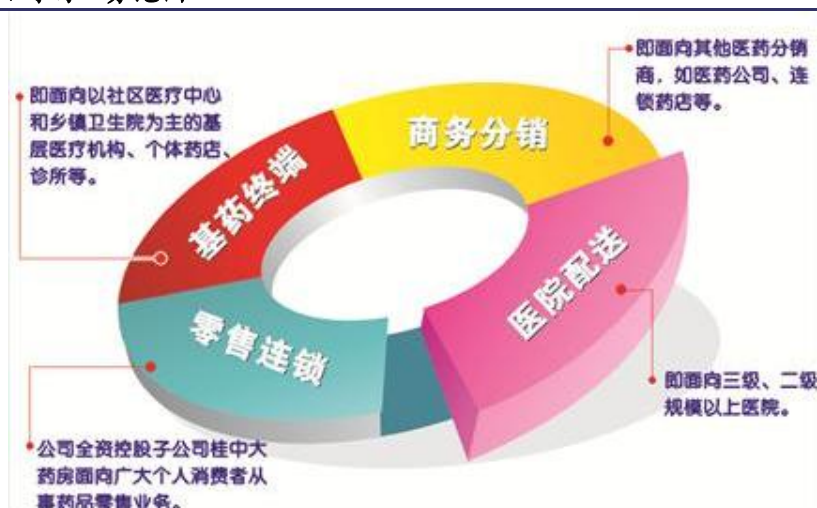 即面向以社区医疗中心
和乡镇卫生院为主的基
层医疗机构、个体药店、
诊所等。
即面向其他医药分销
商，如医药公司、连
锁药店等。
商务分销
基药终端
医院配送
零售连锁
即面向三级、二级
规模以上医院。
公司全资控股子公司桂中大
药房面向广大个人消费者从
事药品零售业务。